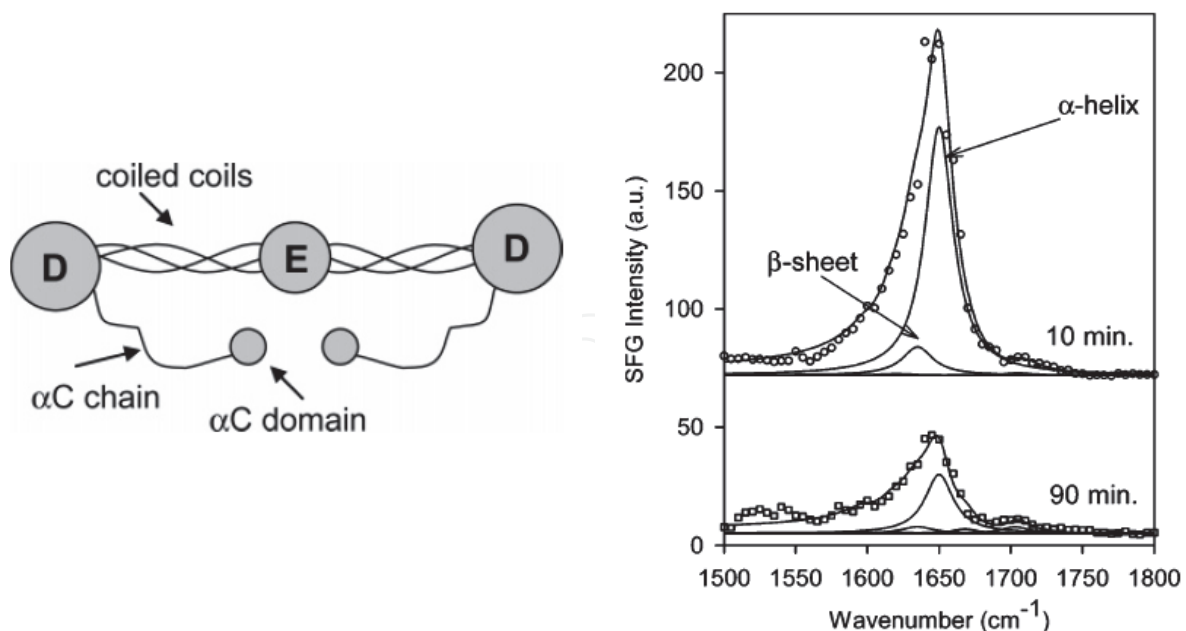 coiled coils
D
E
D
αC chain
αC domain
200
150
100
50
0
SFG Intensity (a.u.)
α-helix
β-sheet
10 min.
90 min.
1500 1550 1600 1650 1700 1750 1800
Wavenumber (cm⁻¹)